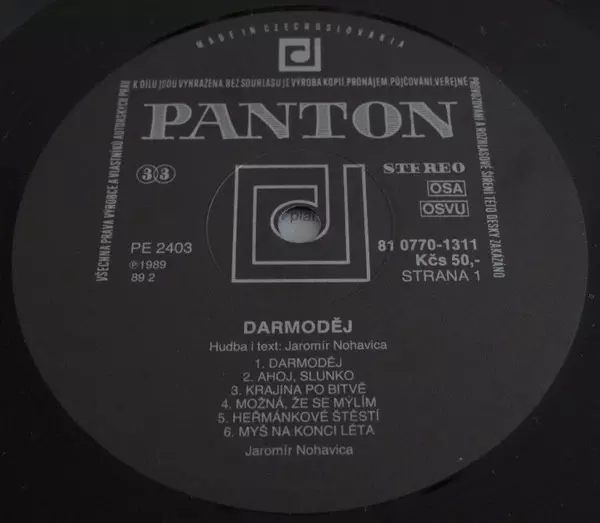 MADE IN CZECHOSLOVAKIA
VŠECHNA PRÁVA VÝROBCE A VLASTNÍKŮ AUTORSKÝCH PRÁV
K DÍLU JSOU VYHRAZENA. BEZ SOUHLASU JE VÝROBA KOPIÍ, PRONÁJEM, PŮJČOVÁNÍ, VEŘEJNÉ
PROVOZOVÁNÍ A ROZHLASOVÉ ŠÍŘENÍ TÉTO DESKY ZAKÁZÁNO
PANTON
33
STEREO
OSA
OSVU
PE 2403
℗ 1989
89 2
81 0770-1311
Kčs 50,-
STRANA 1
DARMODĚJ
Hudba i text: Jaromír Nohavica
1. DARMODĚJ
2. AHOJ, SLUNKO
3. KRAJINA PO BITVĚ
4. MOŽNÁ, ŽE SE MÝLÍM
5. HEŘMÁNKOVÉ ŠTĚSTÍ
6. MYŠ NA KONCI LÉTA
Jaromír Nohavica